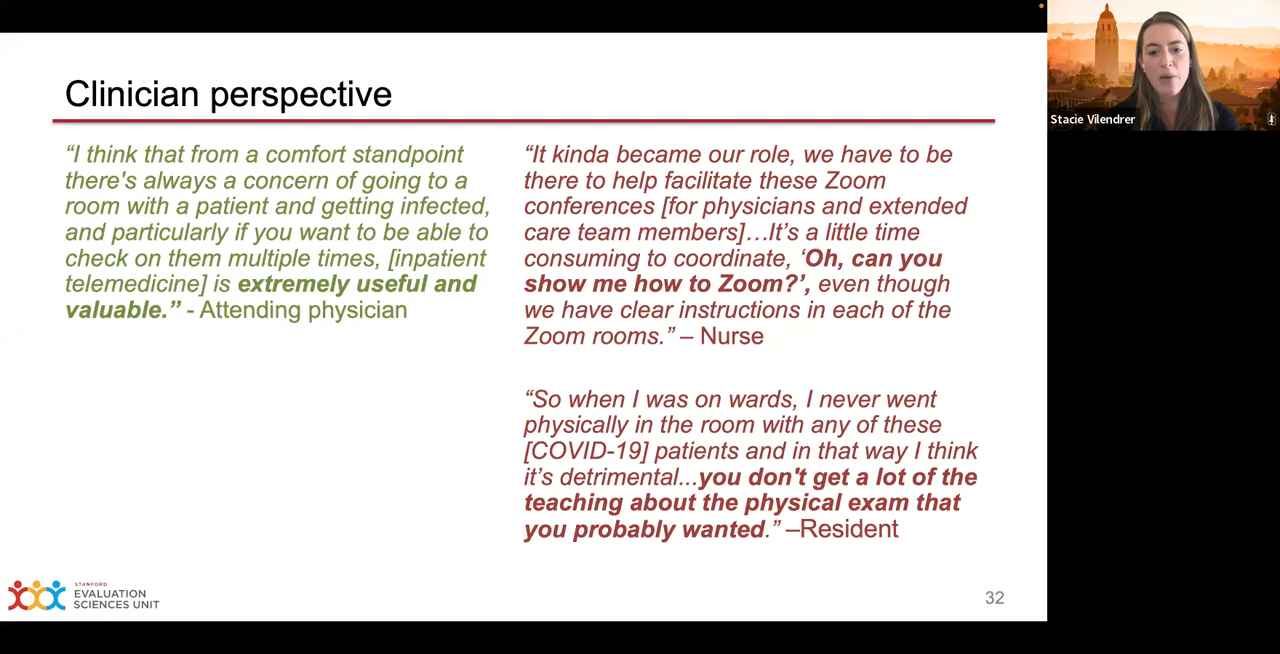 Clinician perspective
“I think that from a comfort standpoint
there's always a concern of going to a
room with a patient and getting infected,
and particularly if you want to be able to
check on them multiple times, [inpatient
telemedicine] is extremely useful and
valuable.” - Attending physician
“It kinda became our role, we have to be
there to help facilitate these Zoom
conferences [for physicians and extended
care team members]…It’s a little time
consuming to coordinate, ‘Oh, can you
show me how to Zoom?’, even though
we have clear instructions in each of the
Zoom rooms.” – Nurse
“So when I was on wards, I never went
physically in the room with any of these
[COVID-19] patients and in that way I think
it’s detrimental...you don't get a lot of the
teaching about the physical exam that
you probably wanted.” –Resident
STANFORD
EVALUATION
SCIENCES UNIT
32
Stacie Vilendrer